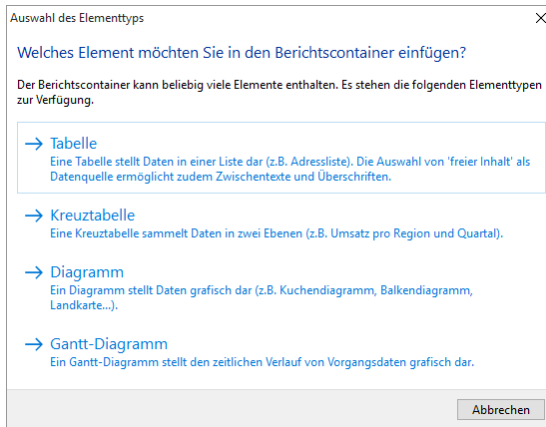 Auswahl des Elementtyps
Welches Element möchten Sie in den Berichtscontainer einfügen?
Der Berichtscontainer kann beliebig viele Elemente enthalten. Es stehen die folgenden Elementtypen
zur Verfügung.
Tabelle
Eine Tabelle stellt Daten in einer Liste dar (z.B. Adressliste). Die Auswahl von 'freier Inhalt' als
Datenquelle ermöglicht zudem Zwischentexte und Überschriften.
Kreuztabelle
Eine Kreuztabelle sammelt Daten in zwei Ebenen (z.B. Umsatz pro Region und Quartal).
Diagramm
Ein Diagramm stellt Daten grafisch dar (z.B. Kuchendiagramm, Balkendiagramm,
Landkarte...).
Gantt-Diagramm
Ein Gantt-Diagramm stellt den zeitlichen Verlauf von Vorgangsdaten grafisch dar.
Abbrechen